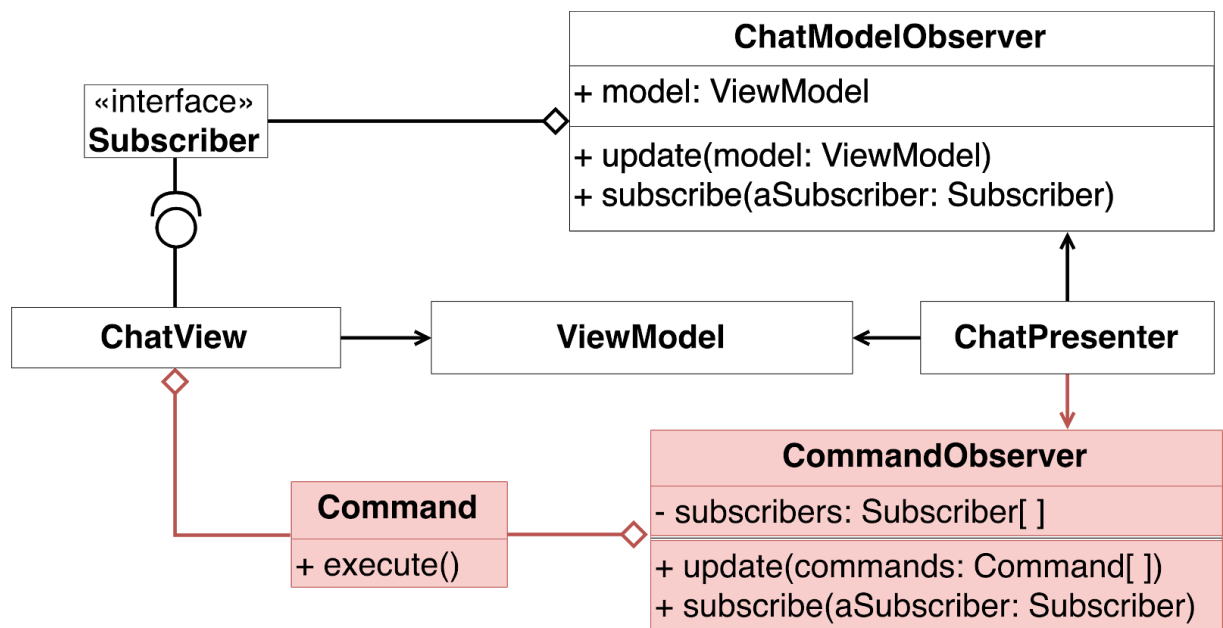 ChatModelObserver
+ model: ViewModel
+ update(model: ViewModel)
+ subscribe(aSubscriber: Subscriber)
«interface»
Subscriber
ChatView
ViewModel
ChatPresenter
Command
+ execute()
CommandObserver
- subscribers: Subscriber[ ]
+ update(commands: Command[ ])
+ subscribe(aSubscriber: Subscriber)